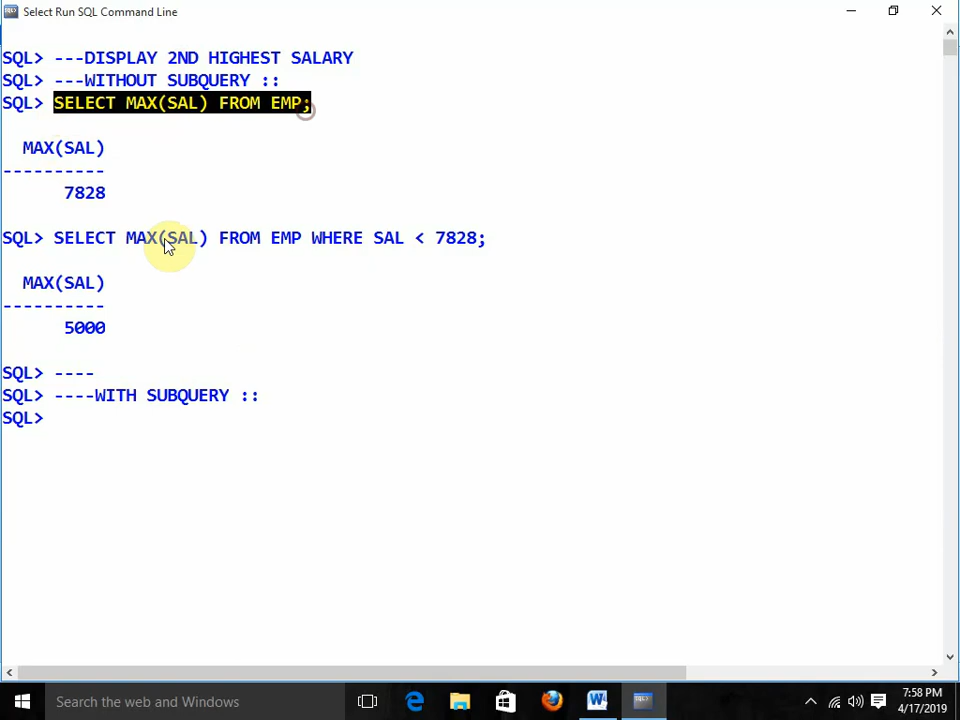 Select Run SQL Command Line
SQL> ---DISPLAY 2ND HIGHEST SALARY
SQL> ---WITHOUT SUBQUERY ::
SQL> SELECT MAX(SAL) FROM EMP;
MAX(SAL)
----------
7828
SQL> SELECT MAX(SAL) FROM EMP WHERE SAL < 7828;
MAX(SAL)
----------
5000
SQL> ----
SQL> ----WITH SUBQUERY ::
SQL>
Search the web and Windows
7:58 PM
4/17/2019